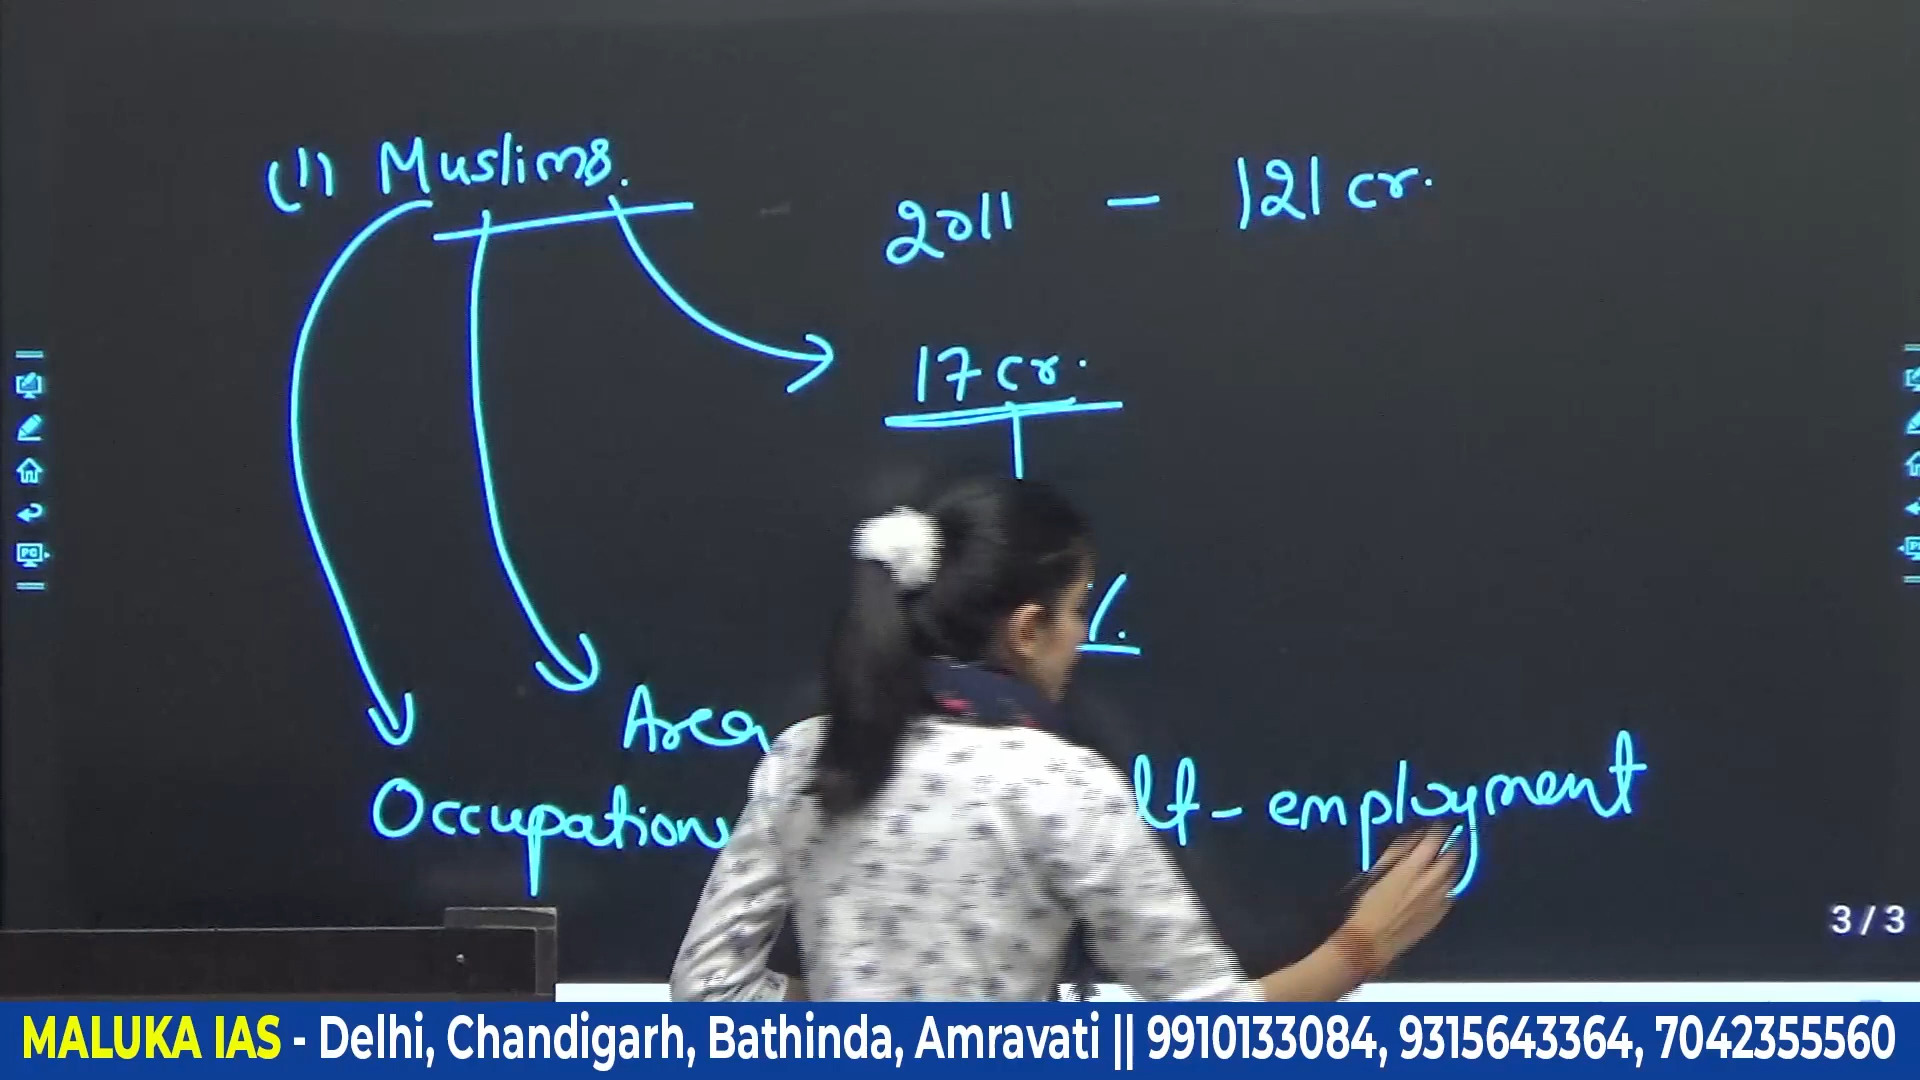 (1) Muslims.
2011 – 121 cr.
17 cr.
%.
Area
Occupation
- employment
3 / 3
MALUKA IAS - Delhi, Chandigarh, Bathinda, Amravati || 9910133084, 9315643364, 7042355560